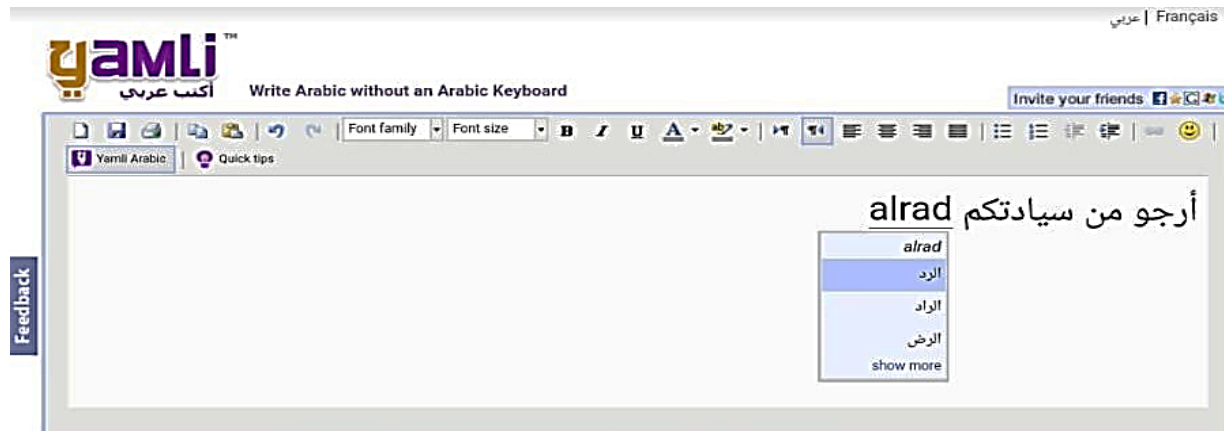 عربي | Français
yamli™
أكتب عربي
Write Arabic without an Arabic Keyboard
Invite your friends
Font family Font size B I U A
Yamli Arabic | Quick tips
أرجو من سيادتكم alrad
alrad
الرد
الراد
الرض
show more
Feedback